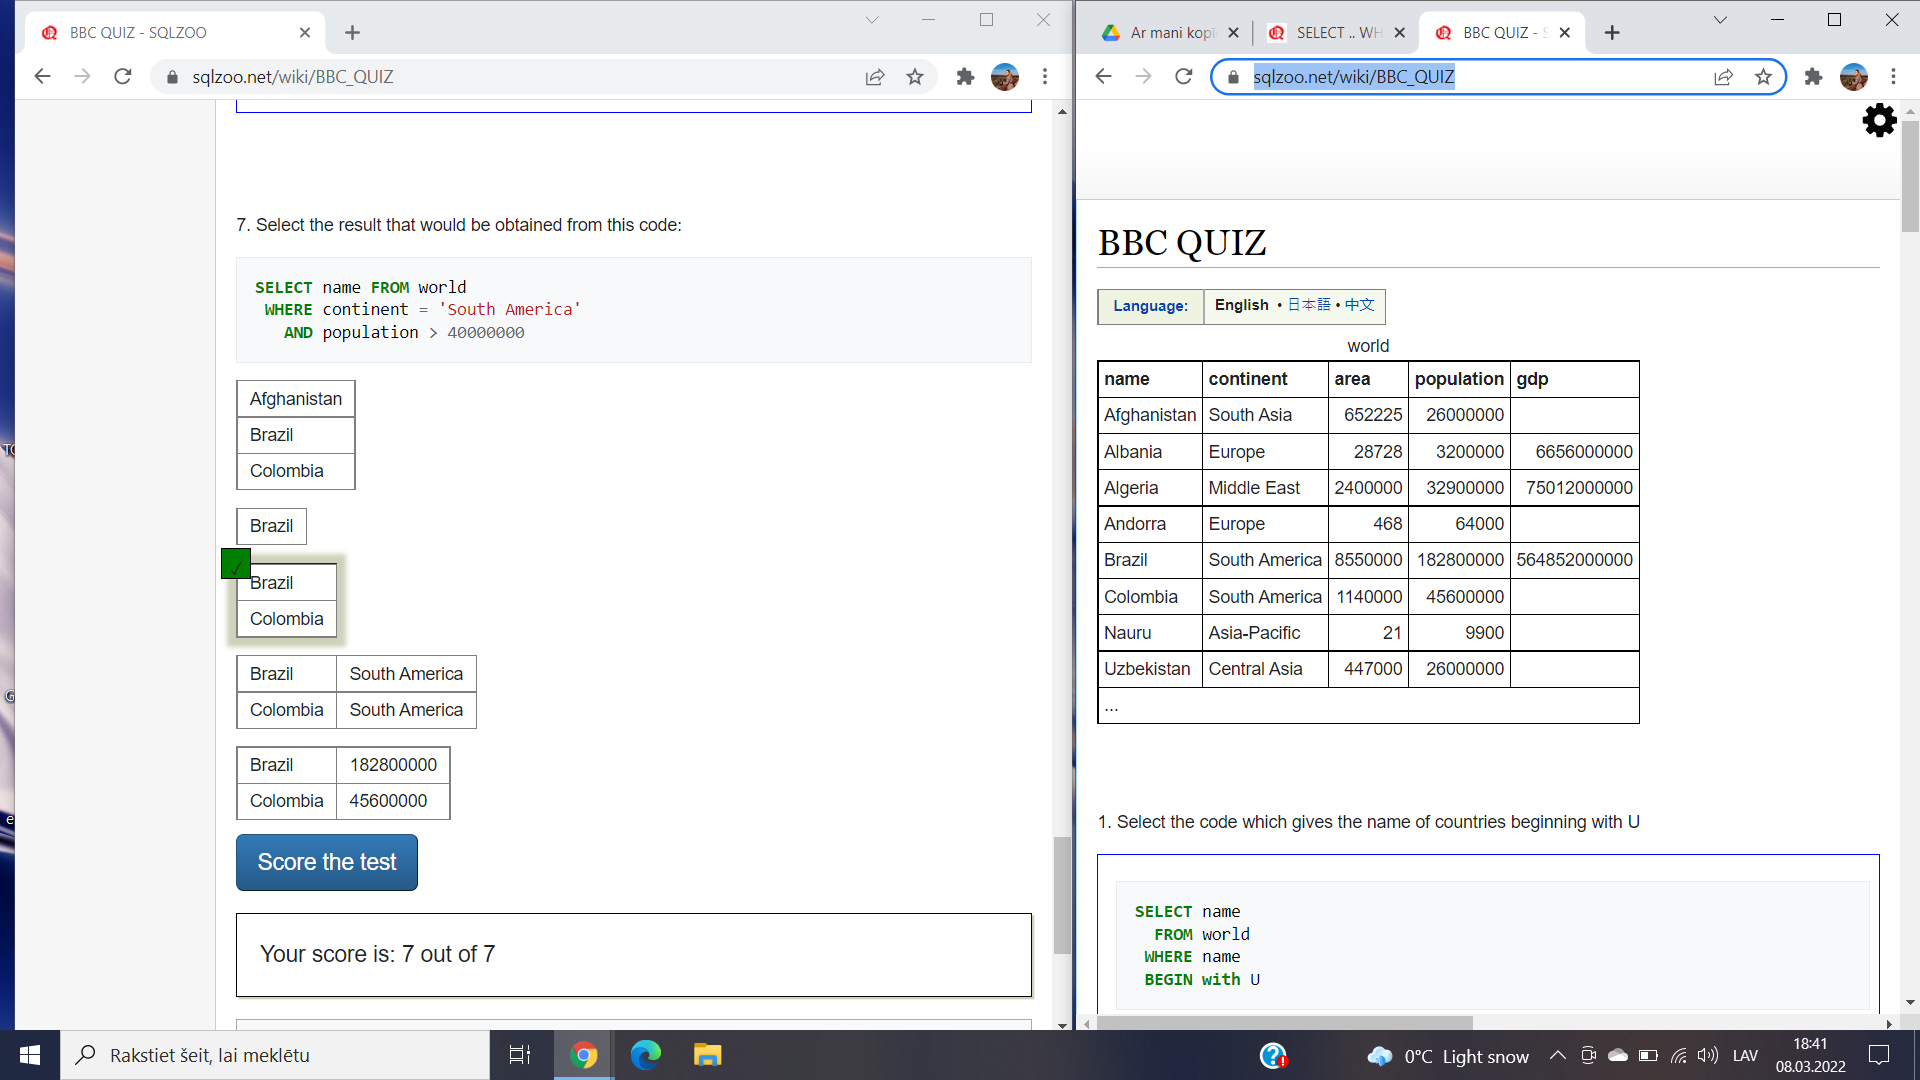 BBC QUIZ - SQLZOO
sqlzoo.net/wiki/BBC_QUIZ
7. Select the result that would be obtained from this code:
SELECT name FROM world
WHERE continent = 'South America'
AND population > 40000000
Afghanistan
Brazil
Colombia
Brazil
✓
Brazil
Colombia
Brazil South America
Colombia South America
Brazil 182800000
Colombia 45600000
Score the test
Your score is: 7 out of 7
Ar mani kopi
SELECT .. WH
BBC QUIZ - S
sqlzoo.net/wiki/BBC_QUIZ
BBC QUIZ
Language: English • 日本語 • 中文
world
name continent area population gdp
Afghanistan South Asia 652225 26000000
Albania Europe 28728 3200000 6656000000
Algeria Middle East 2400000 32900000 75012000000
Andorra Europe 468 64000
Brazil South America 8550000 182800000 564852000000
Colombia South America 1140000 45600000
Nauru Asia-Pacific 21 9900
Uzbekistan Central Asia 447000 26000000
...
1. Select the code which gives the name of countries beginning with U
SELECT name
FROM world
WHERE name
BEGIN with U
Rakstiet šeit, lai meklētu
0°C Light snow
LAV
18:41
08.03.2022